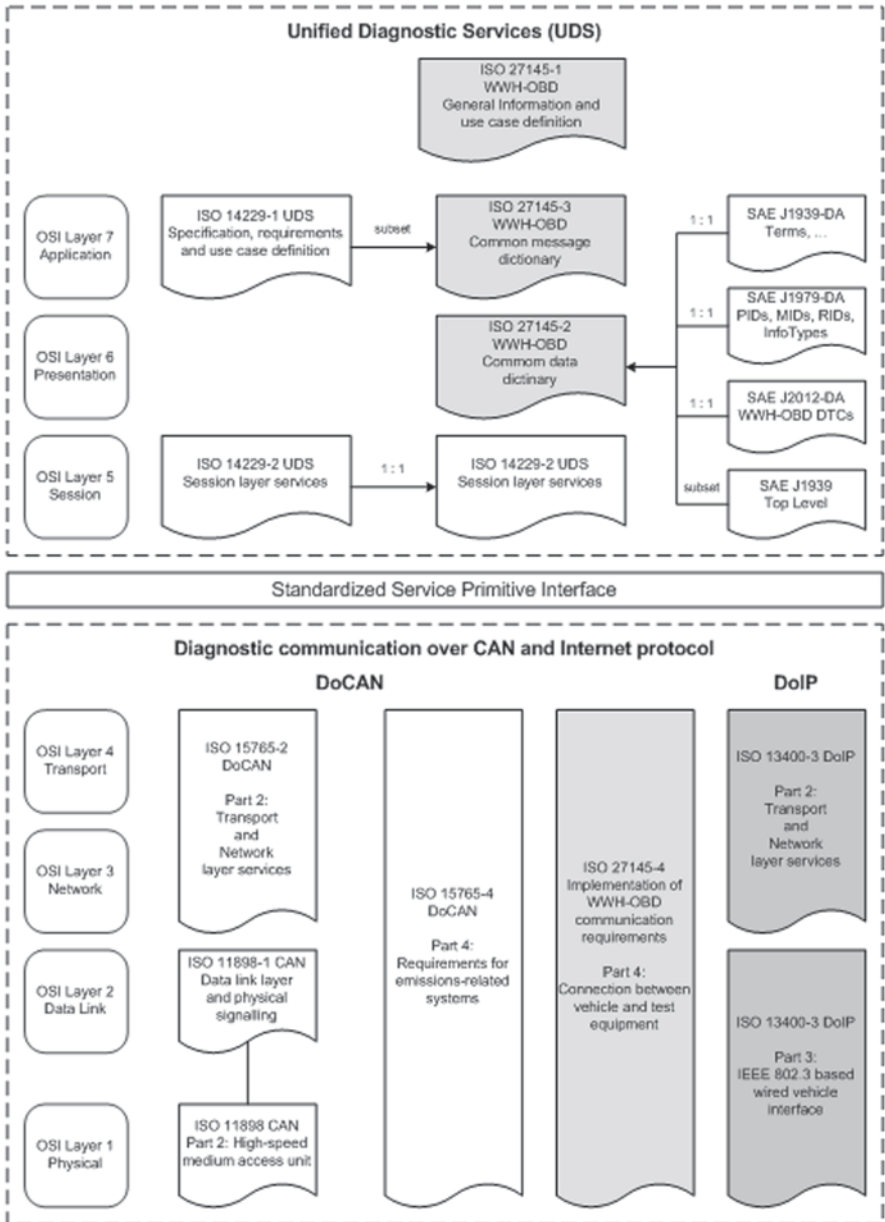 Unified Diagnostic Services (UDS)
ISO 27145-1
WWH-OBD
General Information and
use case definition
OSI Layer 7
Application
ISO 14229-1 UDS
Specification, requirements
and use case definition
subset
ISO 27145-3
WWH-OBD
Common message
dictionary
1 : 1
SAE J1939-DA
Terms, ...
OSI Layer 6
Presentation
ISO 27145-2
WWH-OBD
Commom data
dictinary
1 : 1
SAE J1979-DA
PIDs, MIDs, RIDs,
InfoTypes
1 : 1
SAE J2012-DA
WWH-OBD DTCs
OSI Layer 5
Session
ISO 14229-2 UDS
Session layer services
1 : 1
ISO 14229-2 UDS
Session layer services
subset
SAE J1939
Top Level
Standardized Service Primitive Interface
Diagnostic communication over CAN and Internet protocol
DoCAN
DoIP
OSI Layer 4
Transport
OSI Layer 3
Network
ISO 15765-2
DoCAN
Part 2:
Transport
and
Network
layer services
OSI Layer 2
Data Link
ISO 11898-1 CAN
Data link layer
and physical
signalling
OSI Layer 1
Physical
ISO 11898 CAN
Part 2: High-speed
medium access unit
ISO 15765-4
DoCAN
Part 4:
Requirements for
emissions-related
systems
ISO 27145-4
Implementation of
WWH-OBD
communication
requirements
Part 4:
Connection between
vehicle and test
equipment
ISO 13400-3 DoIP
Part 2:
Transport
and
Network
layer services
ISO 13400-3 DoIP
Part 3:
IEEE 802.3 based
wired vehicle
interface